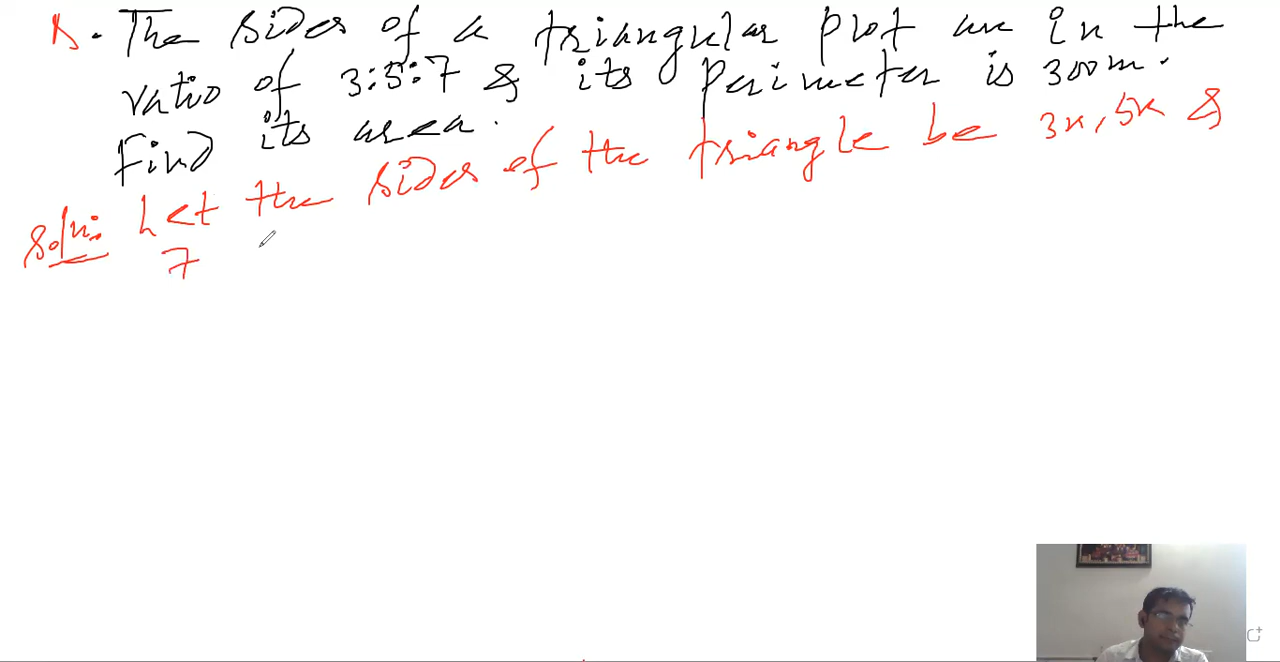 . The sides of a triangular plot are in the
ratio of 3:5:7 & its perimeter is 300m.
Find its area.
Soln: Let the sides of the triangle be 3x, 5x &
7